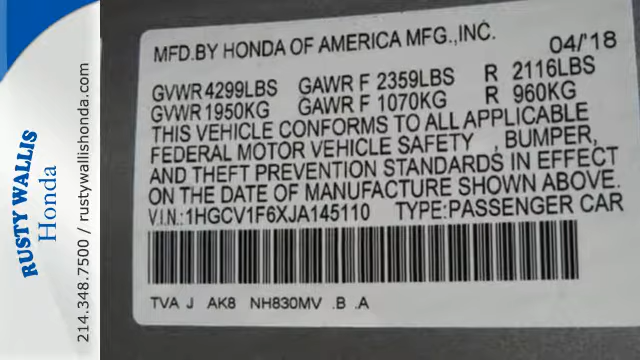 MFD.BY HONDA OF AMERICA MFG.,INC. 04/'18
GVWR 4299LBS GAWR F 2359LBS R 2116LBS
GVWR 1950KG GAWR F 1070KG R 960KG
THIS VEHICLE CONFORMS TO ALL APPLICABLE
FEDERAL MOTOR VEHICLE SAFETY , BUMPER,
AND THEFT PREVENTION STANDARDS IN EFFECT
ON THE DATE OF MANUFACTURE SHOWN ABOVE.
V.I.N.:1HGCV1F6XJA145110 TYPE:PASSENGER CAR
TVA J AK8 NH830MV .B .A
RUSTY WALLIS
Honda
214.348.7500 / rustywallishonda.com